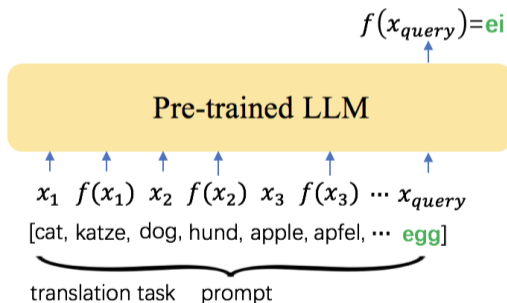 f(x_query)=ei
Pre-trained LLM
x_1 f(x_1) x_2 f(x_2) x_3 f(x_3) ··· x_query
[cat, katze, dog, hund, apple, apfel, ··· egg]
translation task prompt